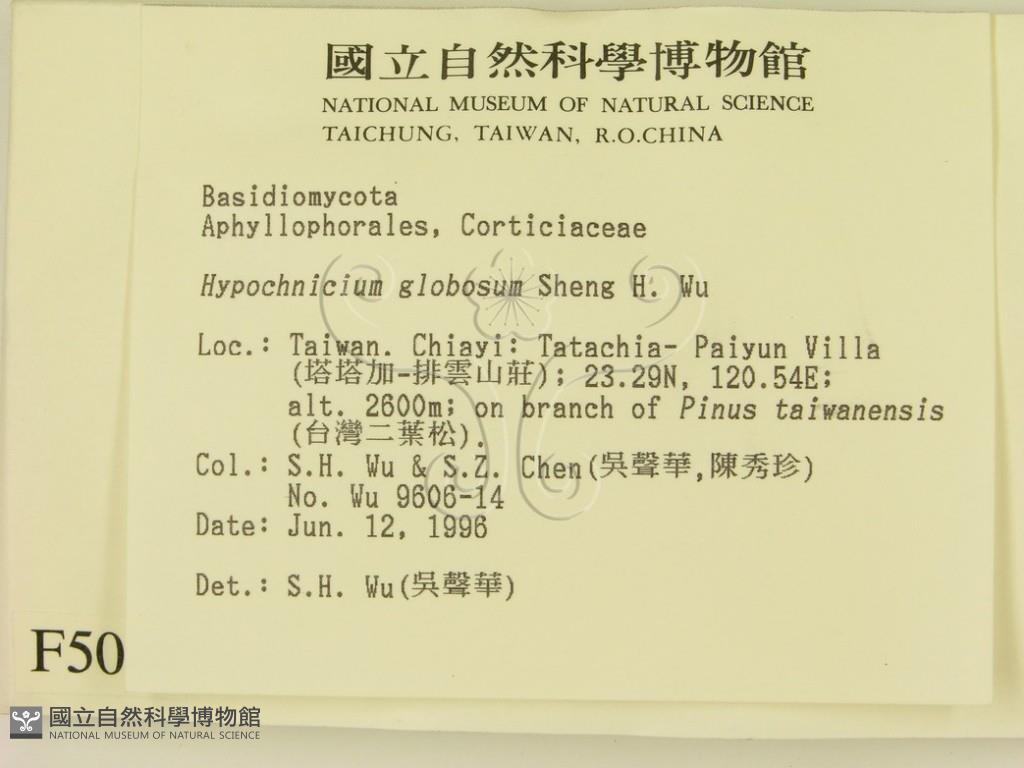 國立自然科學博物館
NATIONAL MUSEUM OF NATURAL SCIENCE
TAICHUNG, TAIWAN, R.O.CHINA
Basidiomycota
Aphyllophorales, Corticiaceae
Hypochnicium globosum Sheng H. Wu
Loc.: Taiwan. Chiayi: Tatachia- Paiyun Villa
(塔塔加-排雲山莊); 23.29N, 120.54E;
alt. 2600m; on branch of Pinus taiwanensis
(台灣二葉松).
Col.: S.H. Wu & S.Z. Chen(吳聲華,陳秀珍)
No. Wu 9606-14
Date: Jun. 12, 1996
Det.: S.H. Wu(吳聲華)
F50
國立自然科學博物館
NATIONAL MUSEUM OF NATURAL SCIENCE